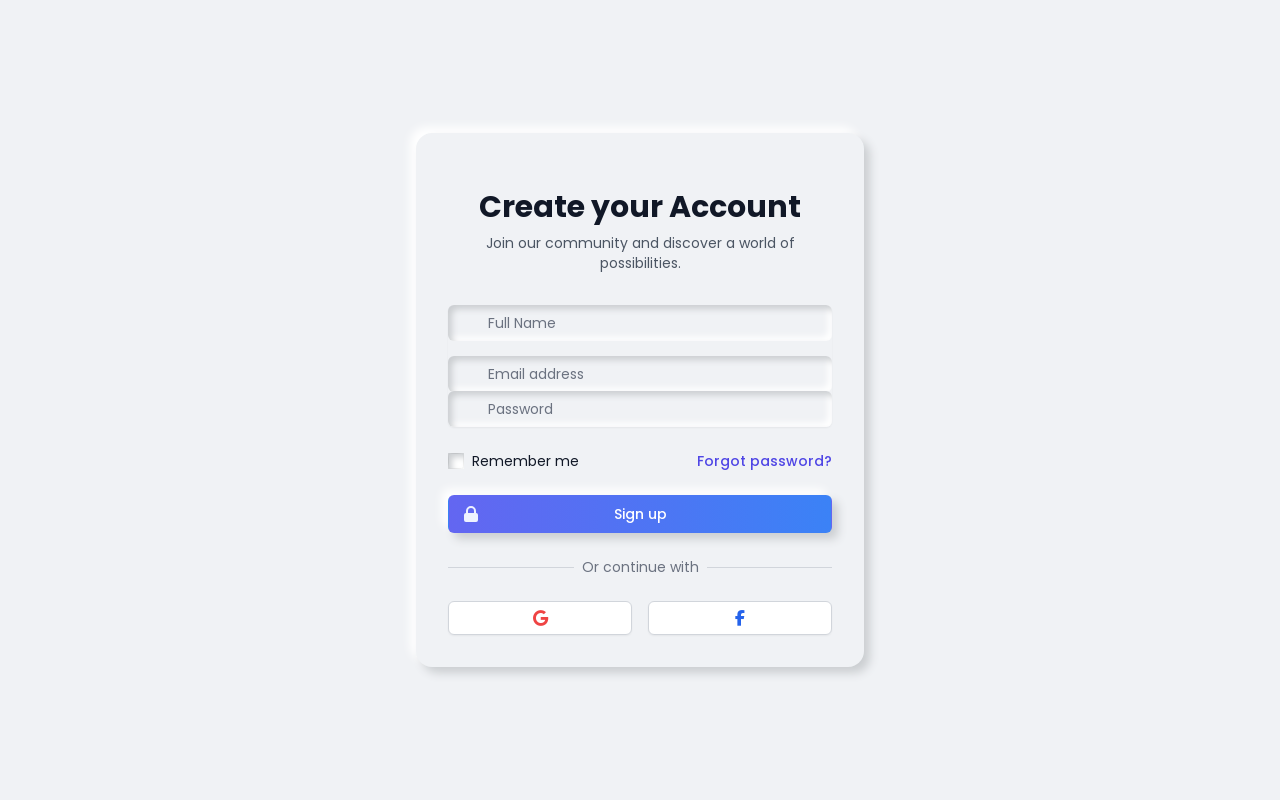 Create your Account
Join our community and discover a world of
possibilities.
Full Name
Email address
Password
Remember me
Forgot password?
Sign up
Or continue with